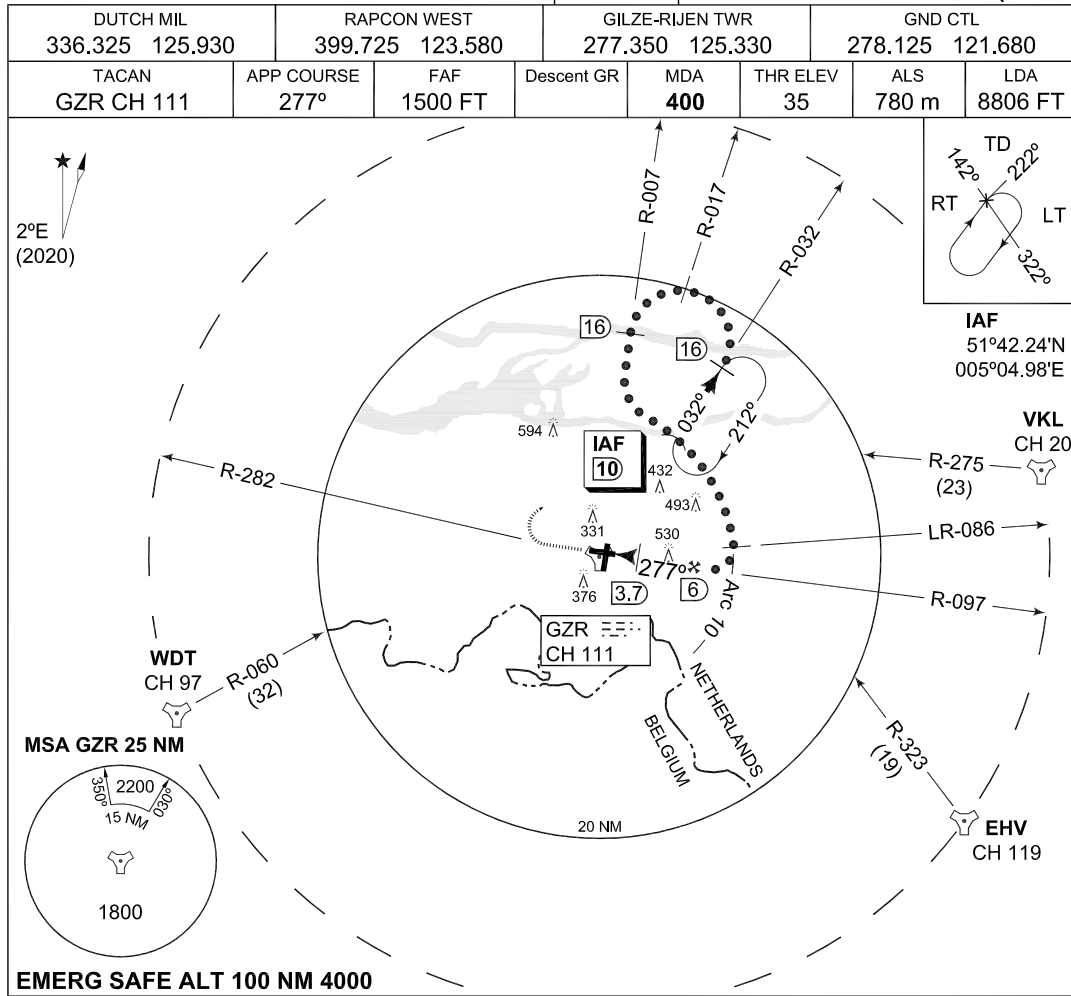 DUTCH MIL
336.325 125.930
RAPCON WEST
399.725 123.580
GILZE-RIJEN TWR
277.350 125.330
GND CTL
278.125 121.680
TACAN
GZR CH 111
APP COURSE
277º
FAF
1500 FT
Descent GR
MDA
400
THR ELEV
35
ALS
780 m
LDA
8806 FT
2ºE
(2020)
R-007
R-017
R-032
TD
142º
222º
RT
LT
322º
IAF
51º42.24'N
005º04.98'E
16
16
032º
212º
594
IAF
10
432
493
VKL
CH 20
R-275
(23)
R-282
331
530
LR-086
277º
376
3.7
6
R-097
Arc 10
GZR
CH 111
WDT
CH 97
R-060
(32)
NETHERLANDS
BELGIUM
R-323
(19)
EHV
CH 119
20 NM
MSA GZR 25 NM
350º
2200
030º
15 NM
1800
EMERG SAFE ALT 100 NM 4000